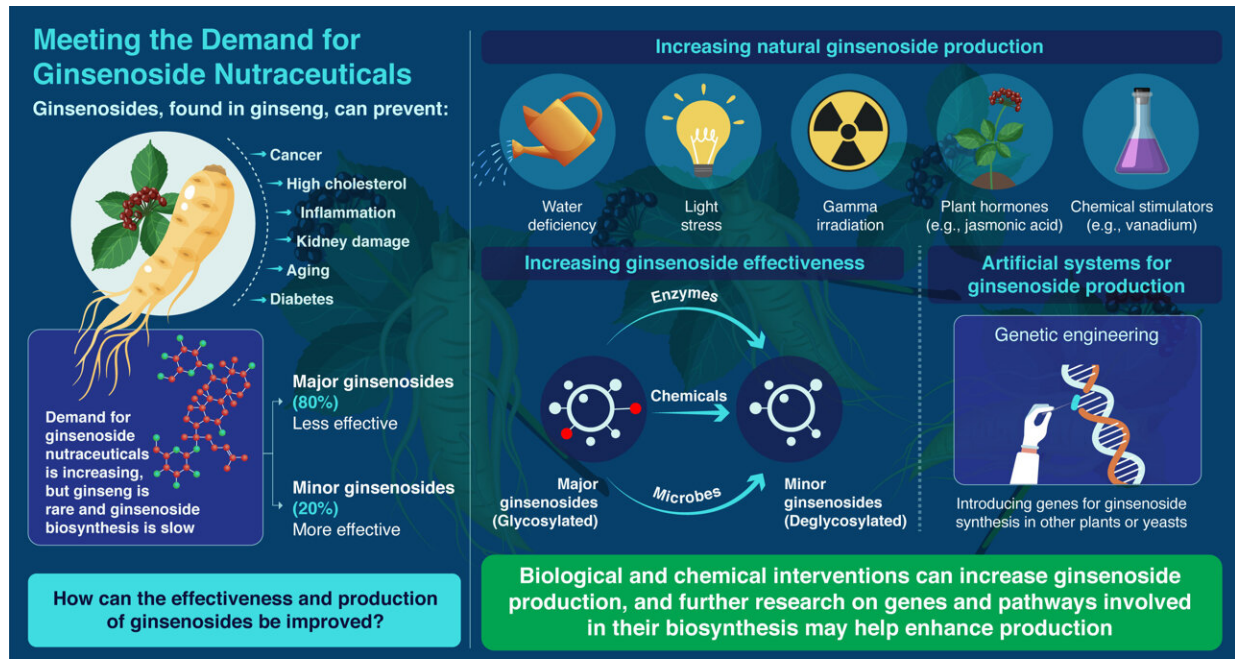 Meeting the Demand for
Ginsenoside Nutraceuticals
Ginsenosides, found in ginseng, can prevent:
Cancer
High cholesterol
Inflammation
Kidney damage
Aging
Diabetes
Demand for
ginsenoside
nutraceuticals
is increasing,
but ginseng is
rare and ginsenoside
biosynthesis is slow
Major ginsenosides
(80%)
Less effective
Minor ginsenosides
(20%)
More effective
How can the effectiveness and production
of ginsenosides be improved?
Increasing natural ginsenoside production
Water
deficiency
Light
stress
Gamma
irradiation
Plant hormones
(e.g., jasmonic acid)
Chemical stimulators
(e.g., vanadium)
Increasing ginsenoside effectiveness
Enzymes
Chemicals
Microbes
Major
ginsenosides
(Glycosylated)
Minor
ginsenosides
(Deglycosylated)
Artificial systems for
ginsenoside production
Genetic engineering
Introducing genes for ginsenoside
synthesis in other plants or yeasts
Biological and chemical interventions can increase ginsenoside
production, and further research on genes and pathways involved
in their biosynthesis may help enhance production